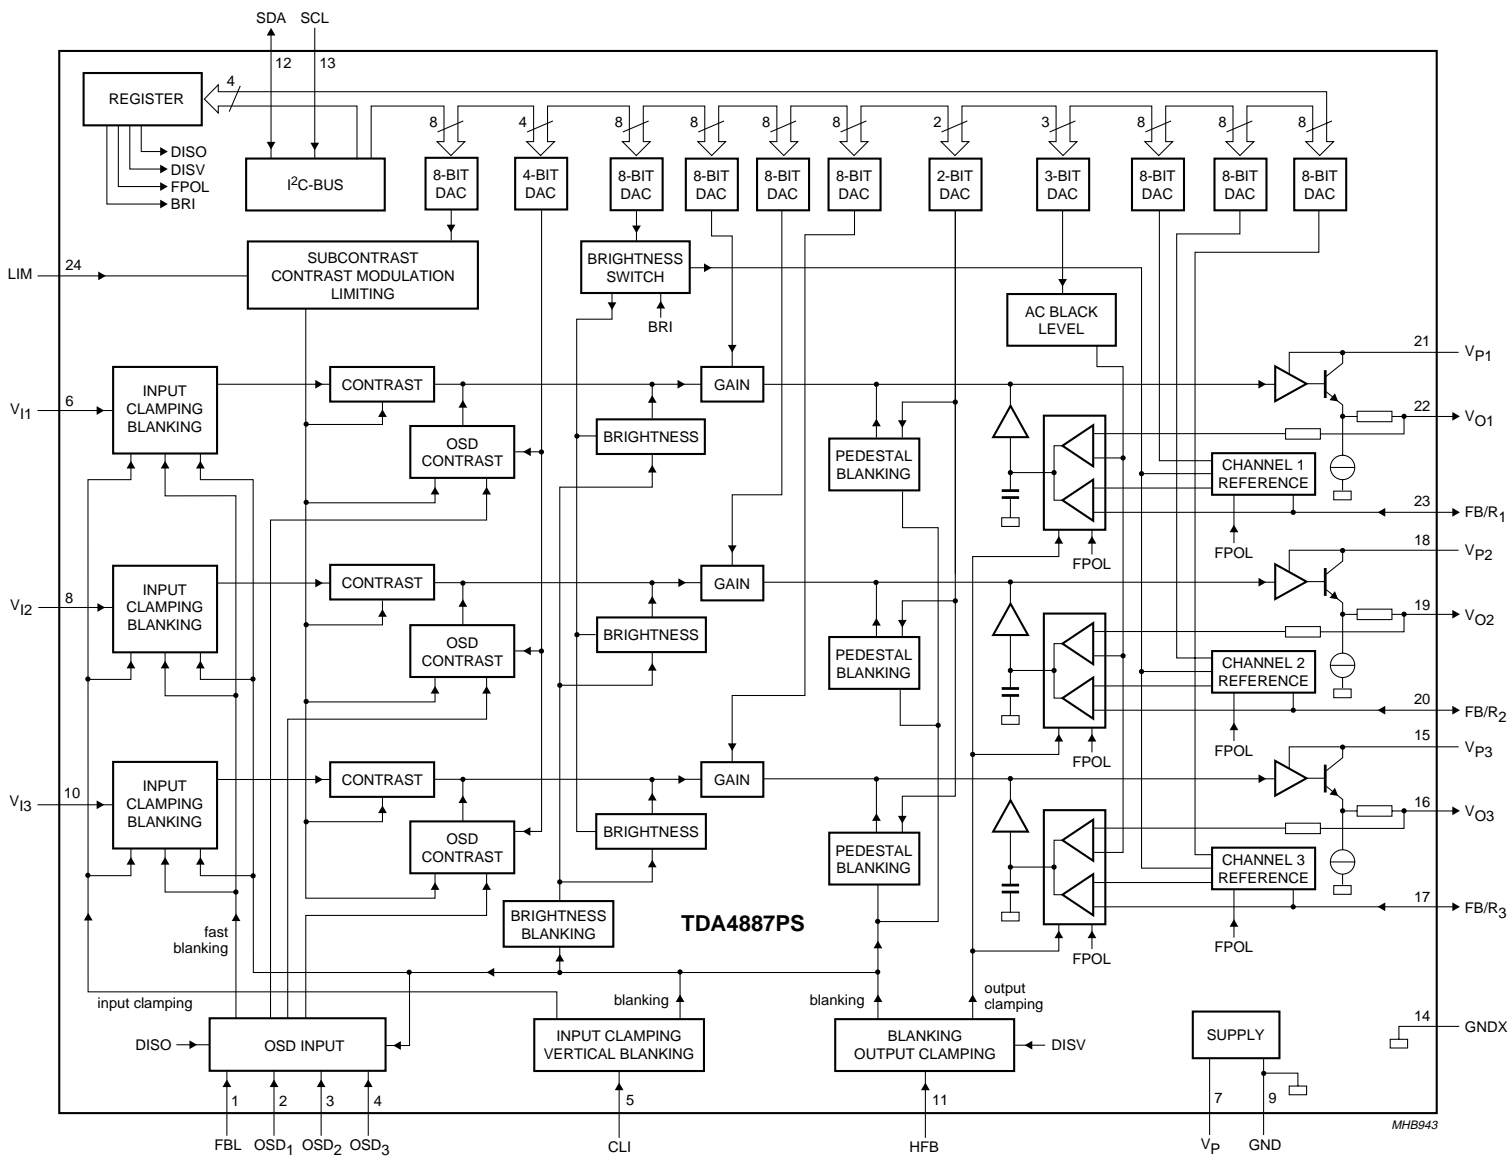 SDA SCL
12 13
REGISTER
4
DISO
DISV
FPOL
BRI
I²C-BUS
8 4 8 8 8 8 2 3 8 8 8
8-BIT DAC
4-BIT DAC
8-BIT DAC
8-BIT DAC
8-BIT DAC
8-BIT DAC
2-BIT DAC
3-BIT DAC
8-BIT DAC
8-BIT DAC
8-BIT DAC
LIM 24
SUBCONTRAST
CONTRAST MODULATION
LIMITING
BRIGHTNESS
SWITCH
BRI
AC BLACK
LEVEL
VI1 6
INPUT
CLAMPING
BLANKING
CONTRAST
OSD
CONTRAST
BRIGHTNESS
GAIN
PEDESTAL
BLANKING
CHANNEL 1
REFERENCE
FPOL
FPOL
21 VP1
22 VO1
23 FB/R1
VI2 8
INPUT
CLAMPING
BLANKING
CONTRAST
OSD
CONTRAST
BRIGHTNESS
GAIN
PEDESTAL
BLANKING
CHANNEL 2
REFERENCE
FPOL
FPOL
18 VP2
19 VO2
20 FB/R2
VI3 10
INPUT
CLAMPING
BLANKING
CONTRAST
OSD
CONTRAST
BRIGHTNESS
GAIN
PEDESTAL
BLANKING
CHANNEL 3
REFERENCE
FPOL
FPOL
15 VP3
16 VO3
17 FB/R3
BRIGHTNESS
BLANKING
TDA4887PS
fast
blanking
input clamping
blanking
blanking
output
clamping
DISO
OSD INPUT
INPUT CLAMPING
VERTICAL BLANKING
BLANKING
OUTPUT CLAMPING
DISV
SUPPLY
14 GNDX
1 2 3 4 5 11 7 9
FBL OSD1 OSD2 OSD3 CLI HFB VP GND
MHB943